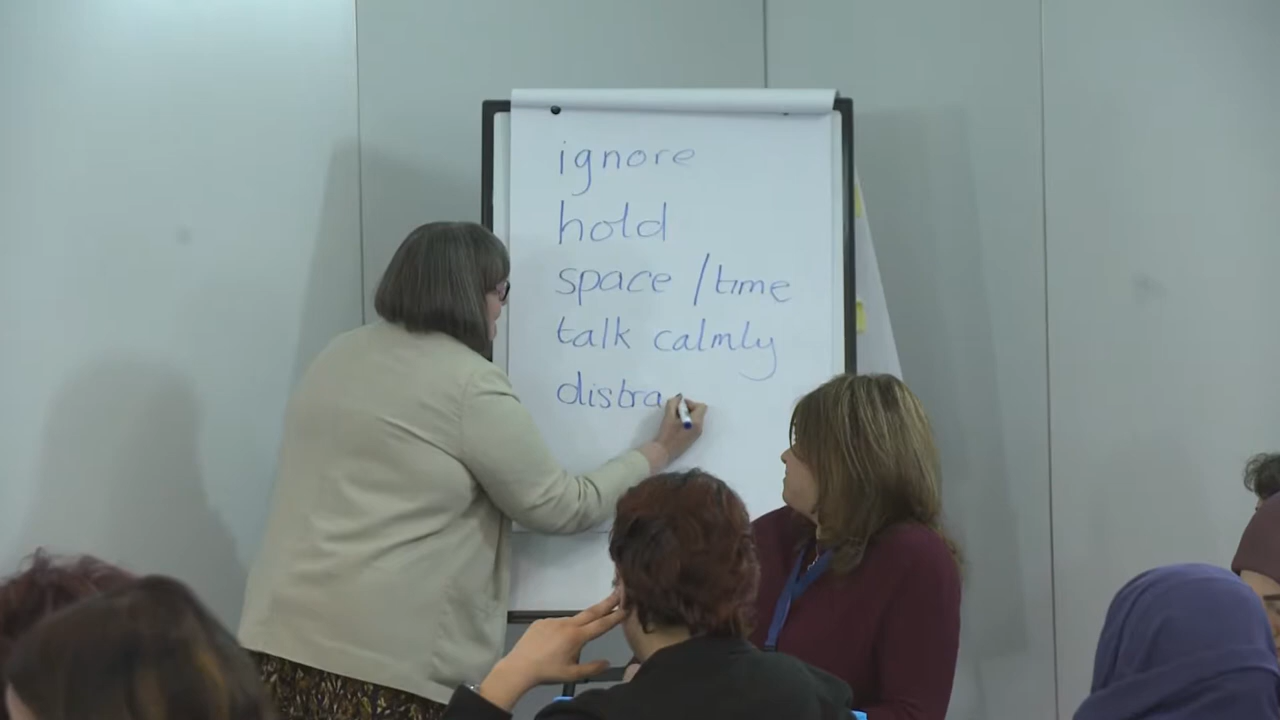 ignore
hold
space / time
talk calmly
distra